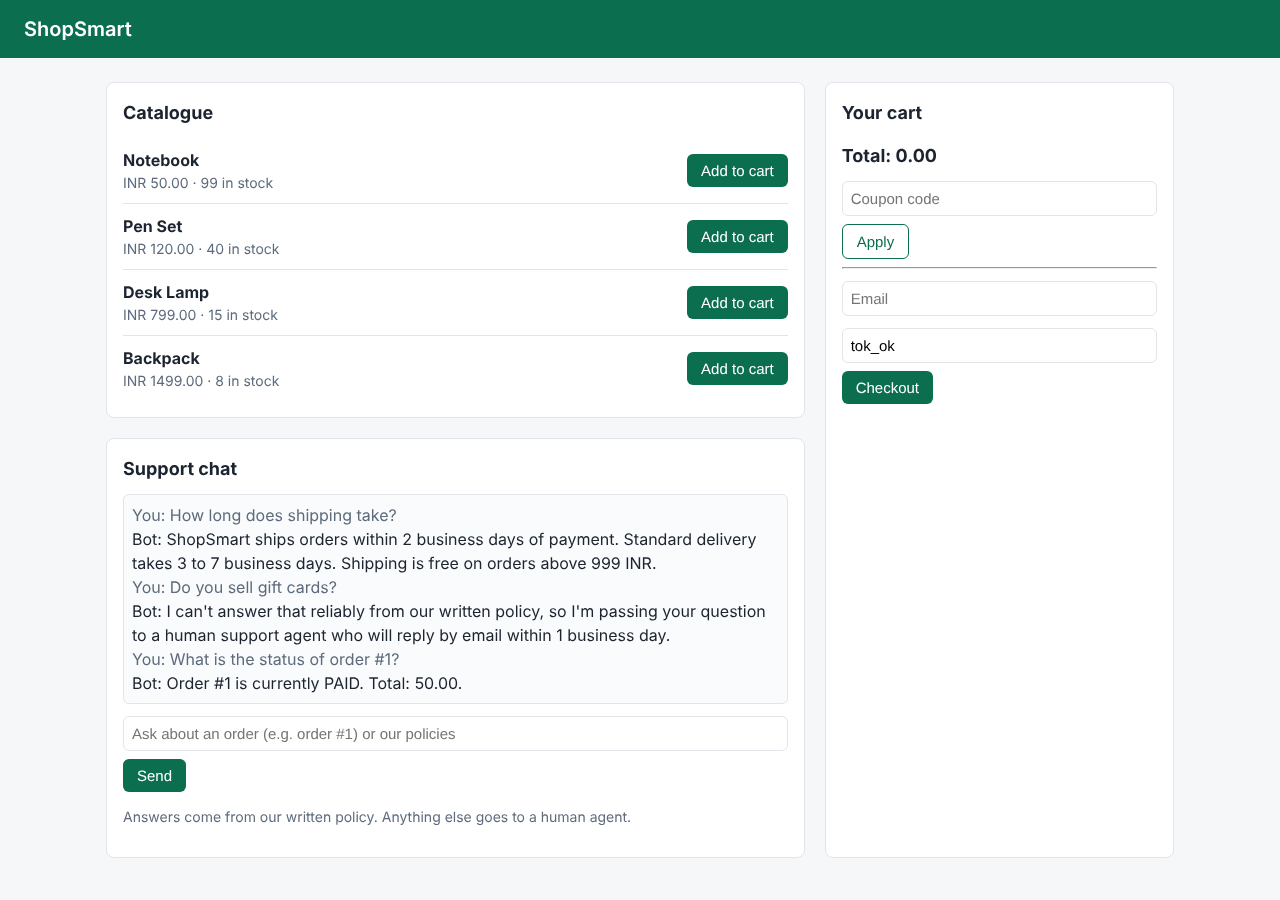 ShopSmart
Catalogue
Notebook
INR 50.00 · 99 in stock
Add to cart
Pen Set
INR 120.00 · 40 in stock
Add to cart
Desk Lamp
INR 799.00 · 15 in stock
Add to cart
Backpack
INR 1499.00 · 8 in stock
Add to cart
Support chat
You: How long does shipping take?
Bot: ShopSmart ships orders within 2 business days of payment. Standard delivery
takes 3 to 7 business days. Shipping is free on orders above 999 INR.
You: Do you sell gift cards?
Bot: I can't answer that reliably from our written policy, so I'm passing your question
to a human support agent who will reply by email within 1 business day.
You: What is the status of order #1?
Bot: Order #1 is currently PAID. Total: 50.00.
Ask about an order (e.g. order #1) or our policies
Send
Answers come from our written policy. Anything else goes to a human agent.
Your cart
Total: 0.00
Coupon code
Apply
Email
tok_ok
Checkout